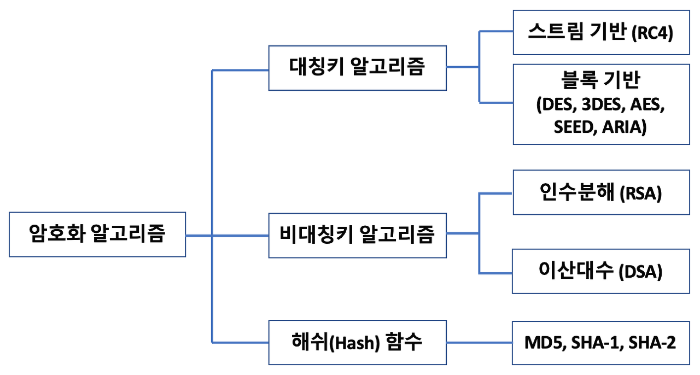 암호화 알고리즘
대칭키 알고리즘
스트림 기반 (RC4)
블록 기반
(DES, 3DES, AES,
SEED, ARIA)
비대칭키 알고리즘
인수분해 (RSA)
이산대수 (DSA)
해쉬(Hash) 함수
MD5, SHA-1, SHA-2